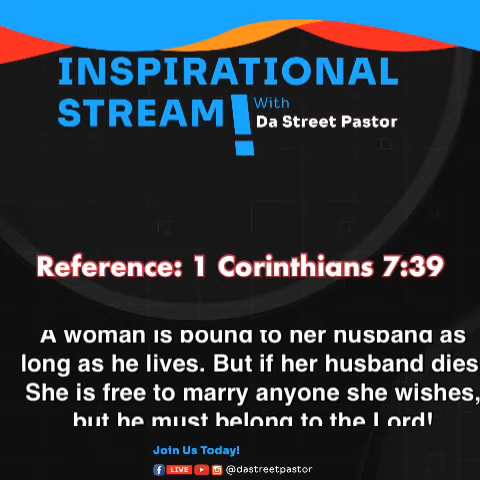 INSPIRATIONAL
STREAM!
With
Da Street Pastor
Reference: 1 Corinthians 7:39
A woman is bound to her husband as
long as he lives. But if her husband dies
She is free to marry anyone she wishes,
but he must belong to the Lord!
Join Us Today!
LIVE @dastreetpastor